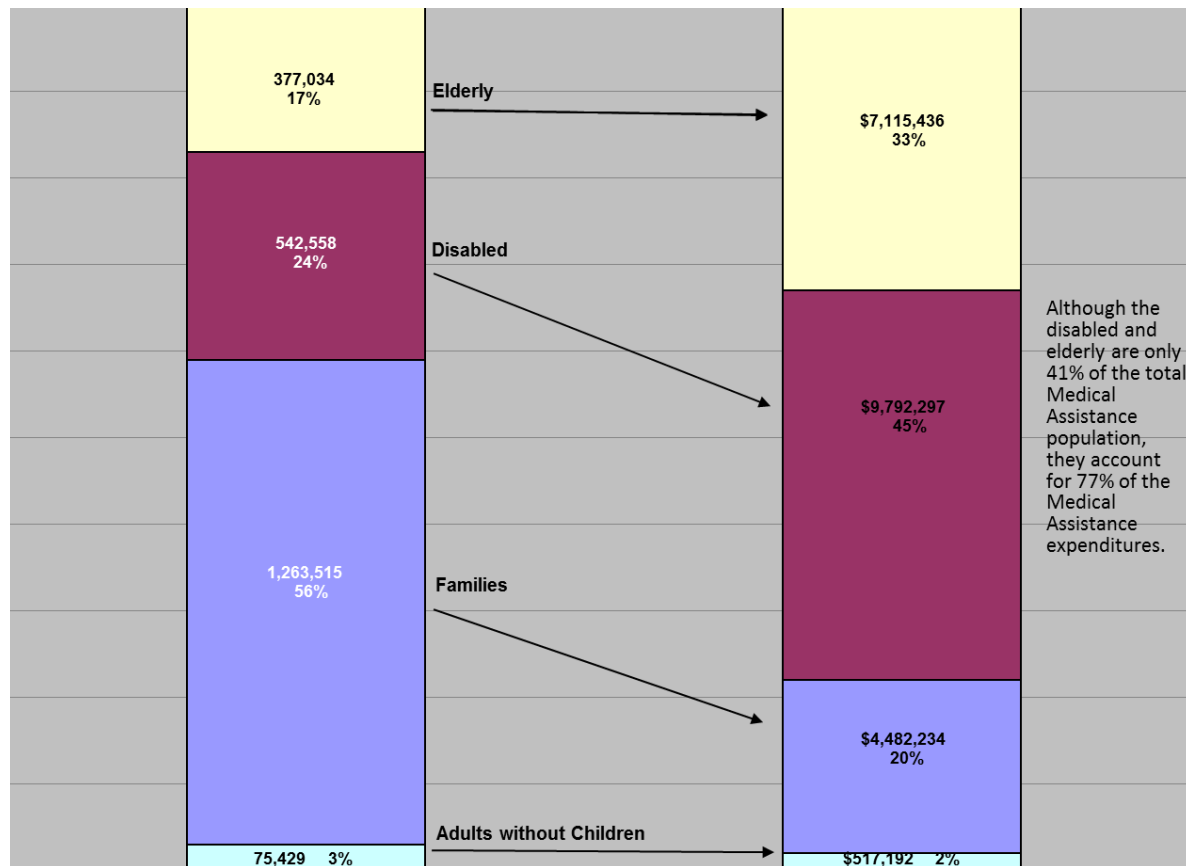 377,034
17%
Elderly
$7,115,436
33%
542,558
24%
Disabled
$9,792,297
45%
Although the
disabled and
elderly are only
41% of the total
Medical
Assistance
population,
they account
for 77% of the
Medical
Assistance
expenditures.
1,263,515
56%
Families
$4,482,234
20%
Adults without Children
75,429 3%
$517,192 2%